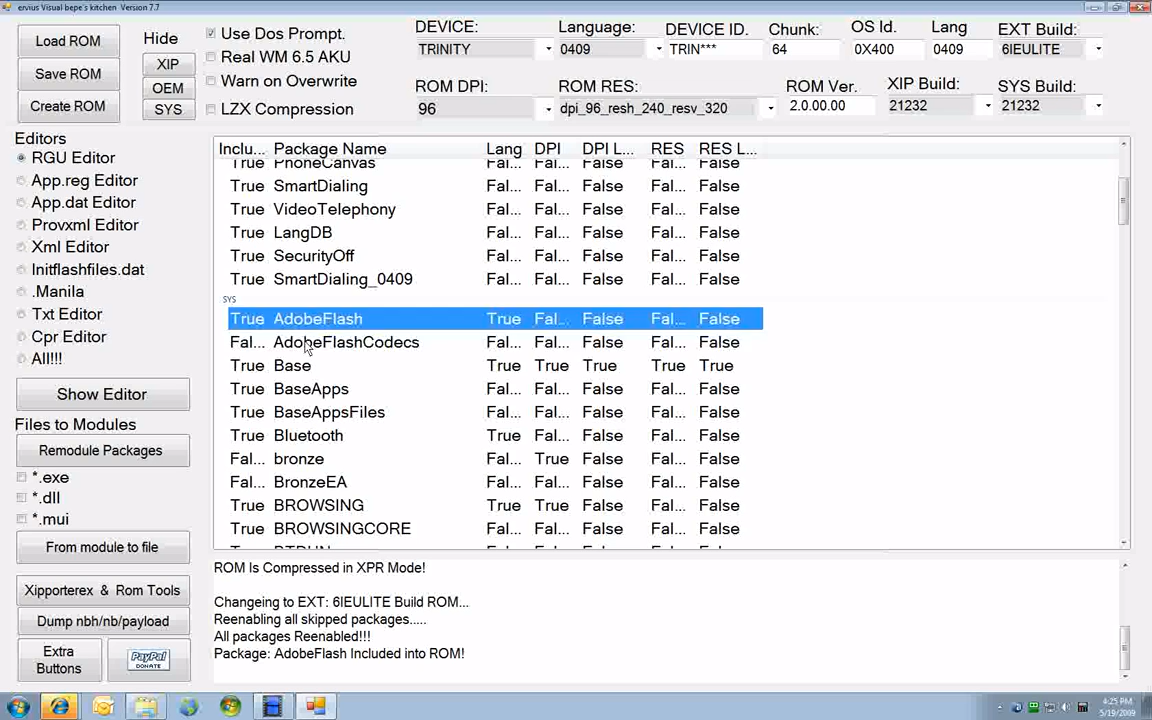 ervius Visual bepe's kitchen Version 7.7
Load ROM
Save ROM
Create ROM
Hide
XIP
OEM
SYS
Use Dos Prompt.
Real WM 6.5 AKU
Warn on Overwrite
LZX Compression
DEVICE:
TRINITY
Language:
0409
DEVICE ID.
TRIN***
Chunk:
64
OS Id.
0X400
Lang
0409
EXT Build:
6IEULITE
ROM DPI:
96
ROM RES:
dpi_96_resh_240_resv_320
ROM Ver.
2.0.00.00
XIP Build:
21232
SYS Build:
21232
Editors
RGU Editor
App.reg Editor
App.dat Editor
Provxml Editor
Xml Editor
Initflashfiles.dat
.Manila
Txt Editor
Cpr Editor
All!!!
Show Editor
Files to Modules
Remodule Packages
*.exe
*.dll
*.mui
From module to file
Xipporterex & Rom Tools
Dump nbh/nb/payload
Extra
Buttons
PayPal
DONATE
Inclu... Package Name Lang DPI DPI L... RES RES L...
True PhoneCanvas Fal... Fal... False Fal... False
True SmartDialing Fal... Fal... False Fal... False
True VideoTelephony Fal... Fal... False Fal... False
True LangDB Fal... Fal... False Fal... False
True SecurityOff Fal... Fal... False Fal... False
True SmartDialing_0409 Fal... Fal... False Fal... False
SYS
True AdobeFlash True Fal... False Fal... False
Fal... AdobeFlashCodecs Fal... Fal... False Fal... False
True Base True True True True True
True BaseApps Fal... Fal... False Fal... False
True BaseAppsFiles Fal... Fal... False Fal... False
True Bluetooth True Fal... False Fal... False
Fal... bronze Fal... True False Fal... False
Fal... BronzeEA Fal... Fal... False Fal... False
True BROWSING True True False Fal... False
True BROWSINGCORE Fal... Fal... False Fal... False
ROM Is Compressed in XPR Mode!
Changeing to EXT: 6IEULITE Build ROM...
Reenabling all skipped packages.....
All packages Reenabled!!!
Package: AdobeFlash Included into ROM!
4:25 PM
5/19/2009